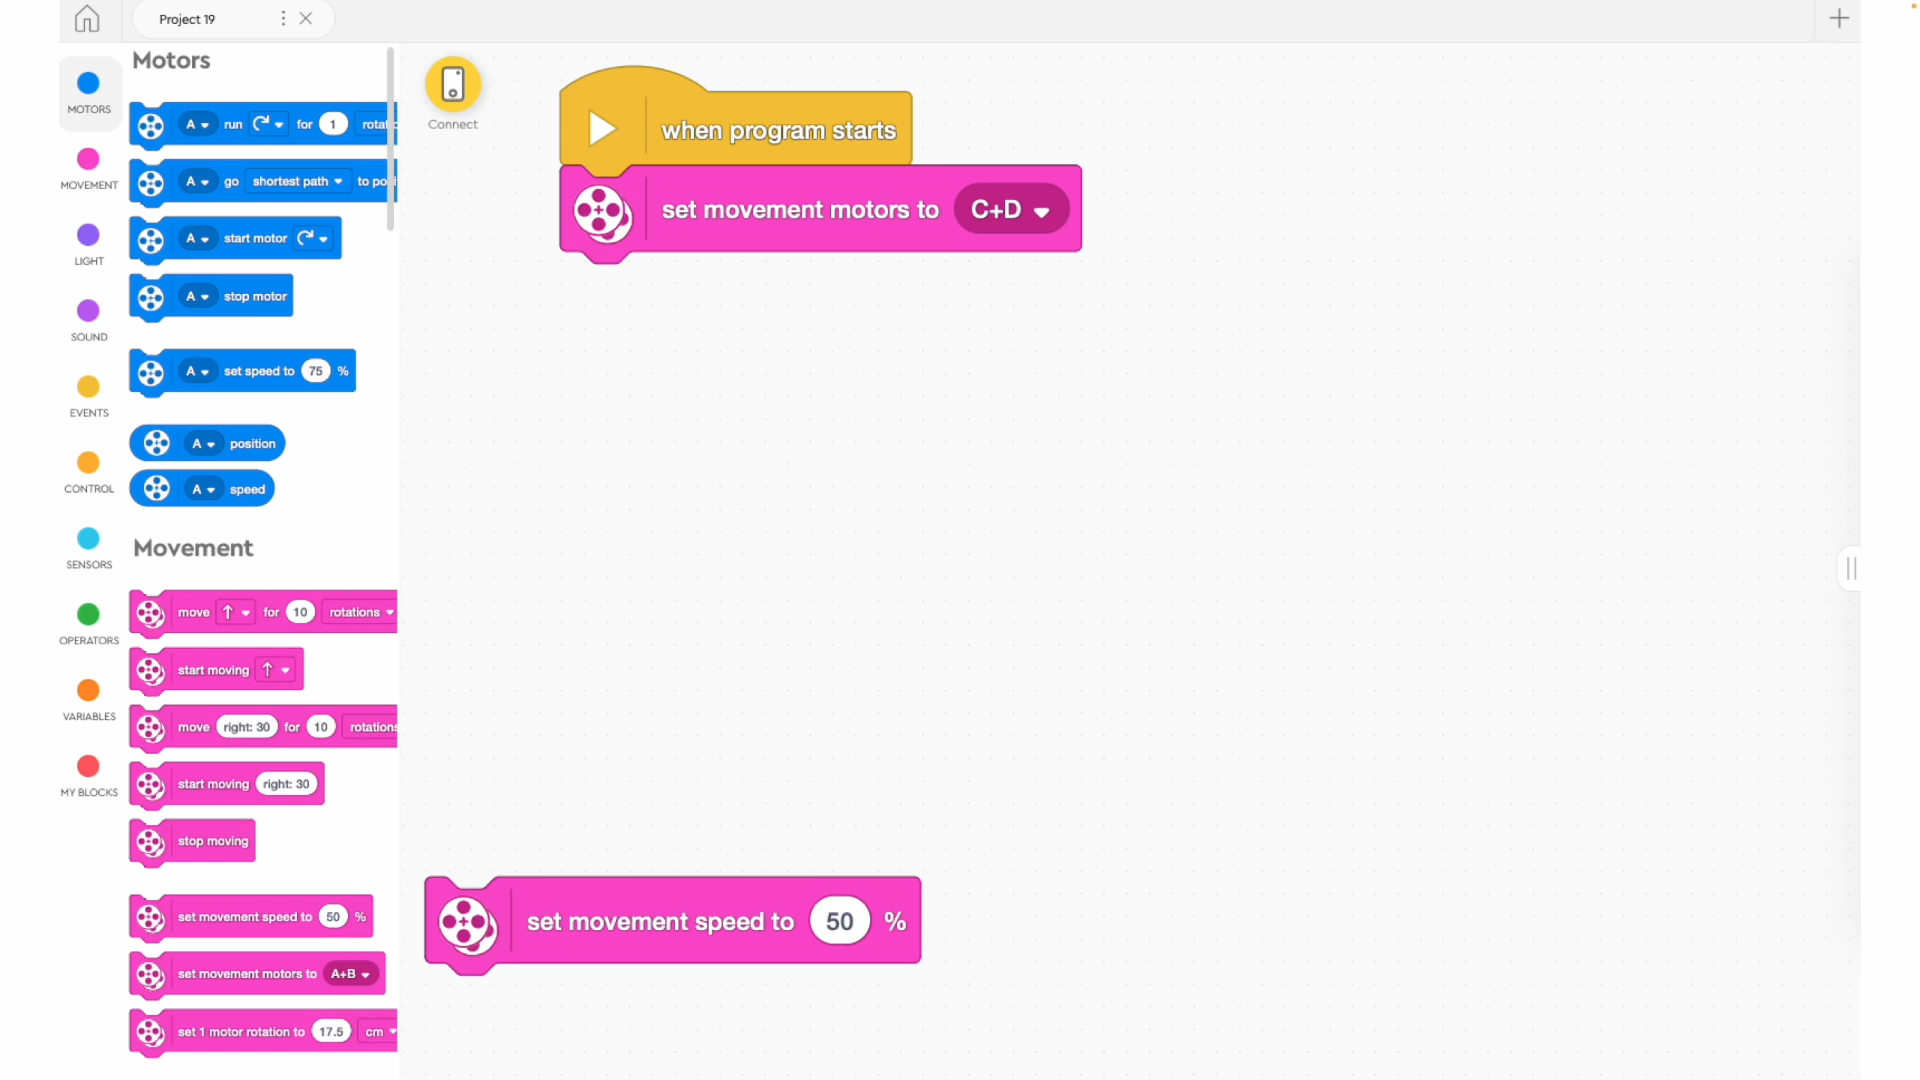 Project 19
Motors
MOTORS
MOVEMENT
LIGHT
SOUND
EVENTS
CONTROL
SENSORS
OPERATORS
VARIABLES
MY BLOCKS
A run for 1
A go shortest path to
A start motor
A stop motor
A set speed to 75 %
A position
A speed
Movement
move for 10 rotations
start moving
move right: 30 for 10 rotations
start moving right: 30
stop moving
set movement speed to 50 %
set movement motors to A+B
set 1 motor rotation to 17.5 cm
Connect
when program starts
set movement motors to C+D
set movement speed to 50 %